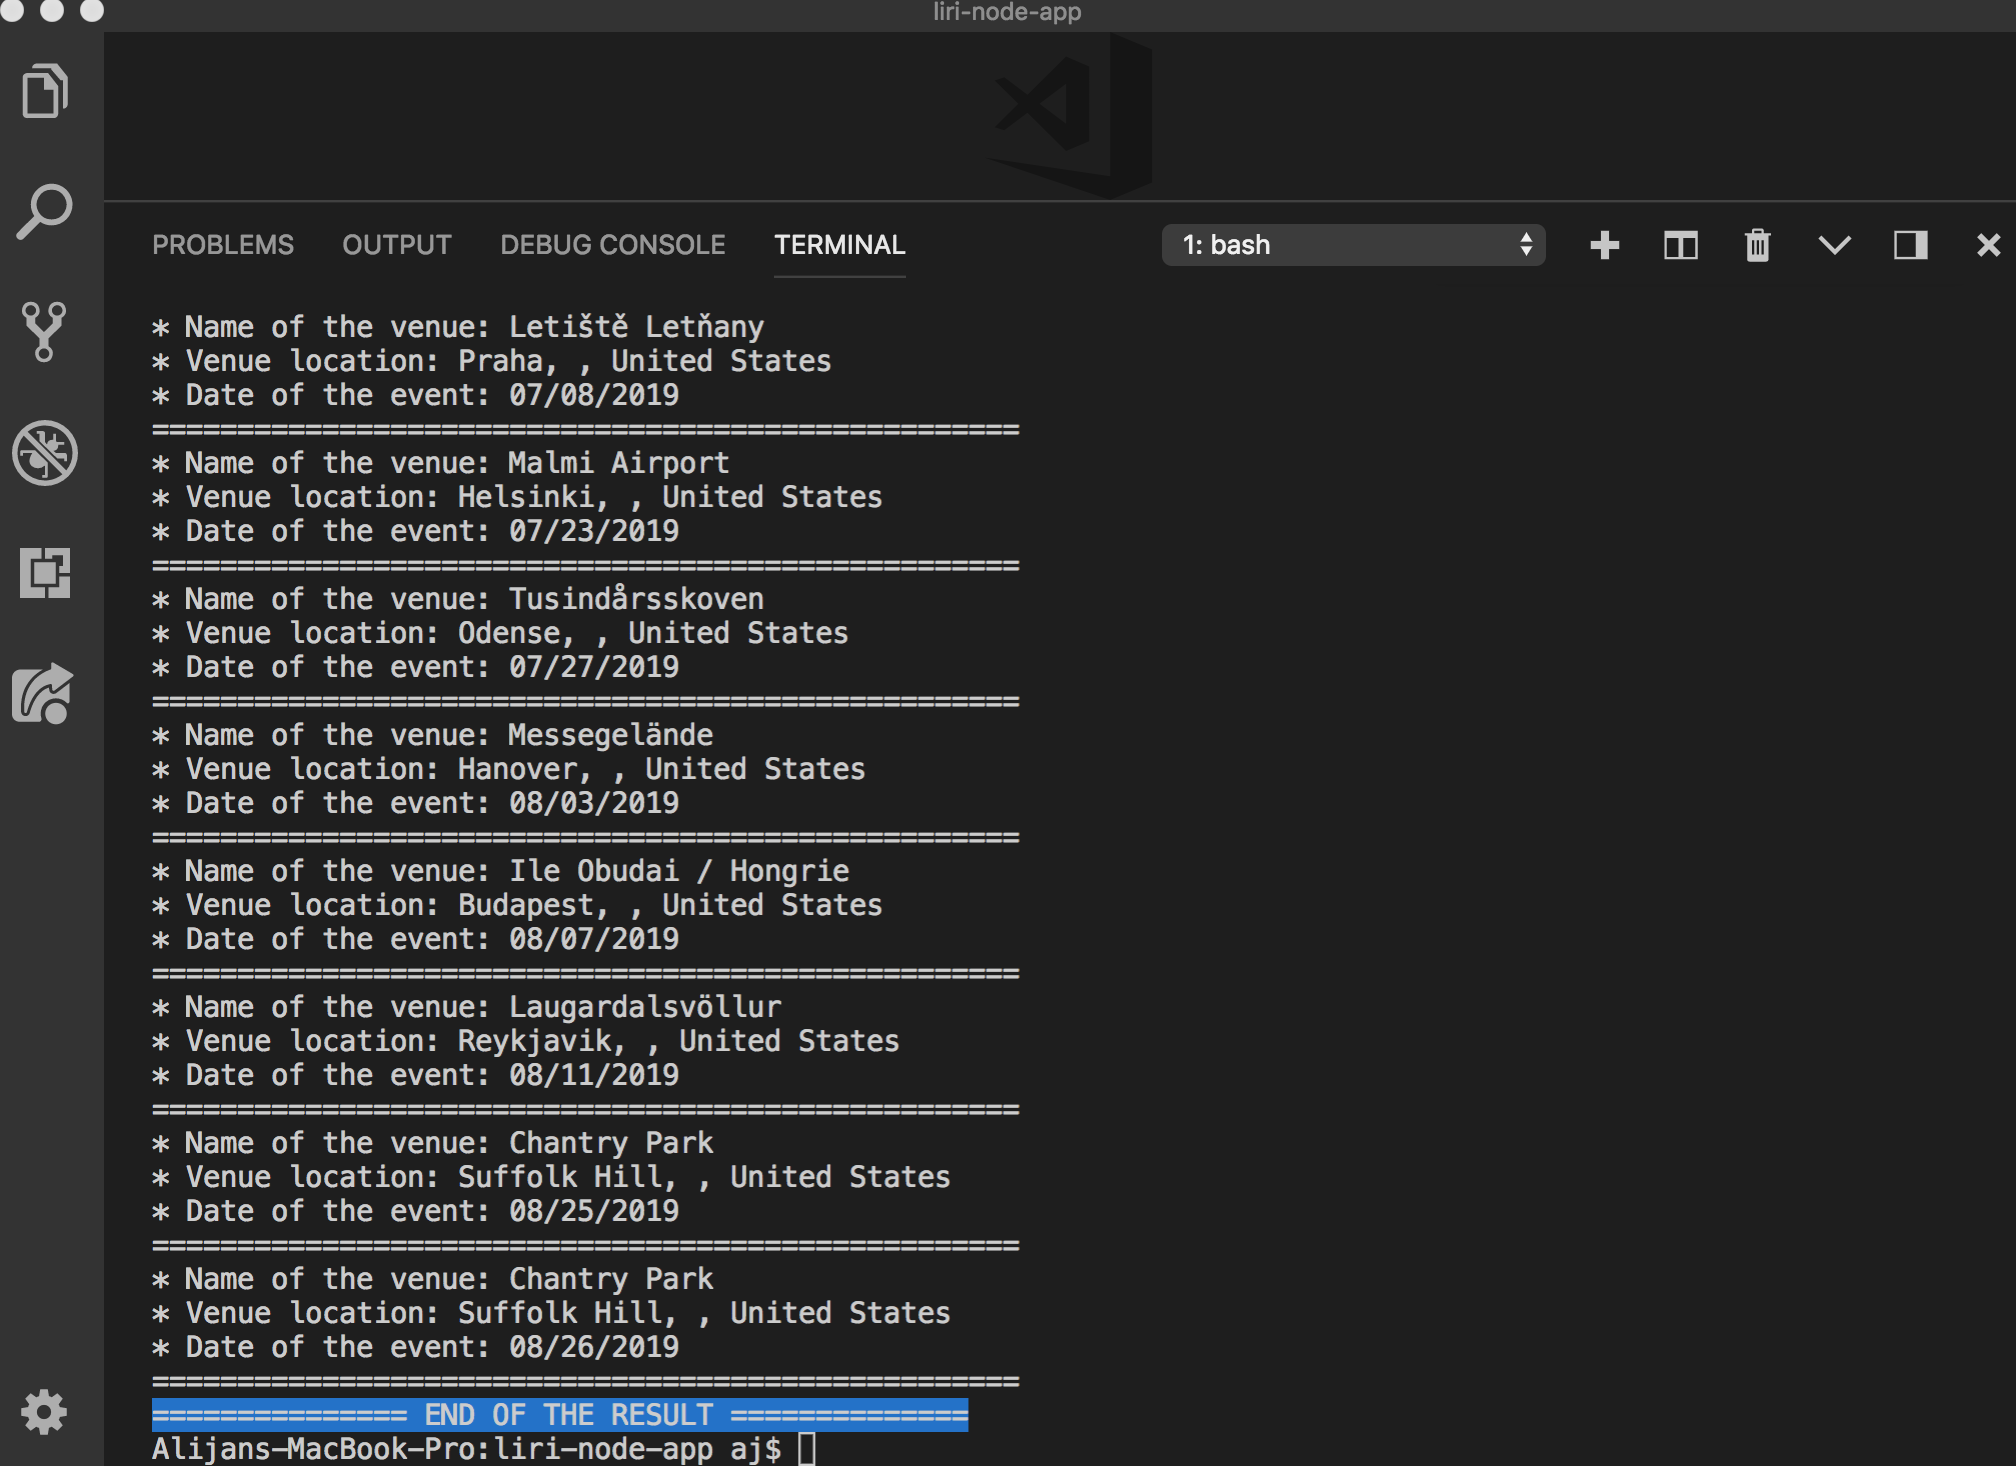 liri-node-app
PROBLEMS OUTPUT DEBUG CONSOLE TERMINAL 1: bash
* Name of the venue: Letiště Letňany
* Venue location: Praha, , United States
* Date of the event: 07/08/2019
===================================================
* Name of the venue: Malmi Airport
* Venue location: Helsinki, , United States
* Date of the event: 07/23/2019
===================================================
* Name of the venue: Tusindårsskoven
* Venue location: Odense, , United States
* Date of the event: 07/27/2019
===================================================
* Name of the venue: Messegelände
* Venue location: Hanover, , United States
* Date of the event: 08/03/2019
===================================================
* Name of the venue: Ile Obudai / Hongrie
* Venue location: Budapest, , United States
* Date of the event: 08/07/2019
===================================================
* Name of the venue: Laugardalsvöllur
* Venue location: Reykjavik, , United States
* Date of the event: 08/11/2019
===================================================
* Name of the venue: Chantry Park
* Venue location: Suffolk Hill, , United States
* Date of the event: 08/25/2019
===================================================
* Name of the venue: Chantry Park
* Venue location: Suffolk Hill, , United States
* Date of the event: 08/26/2019
===================================================
=============== END OF THE RESULT ==============
Alijans-MacBook-Pro:liri-node-app aj$